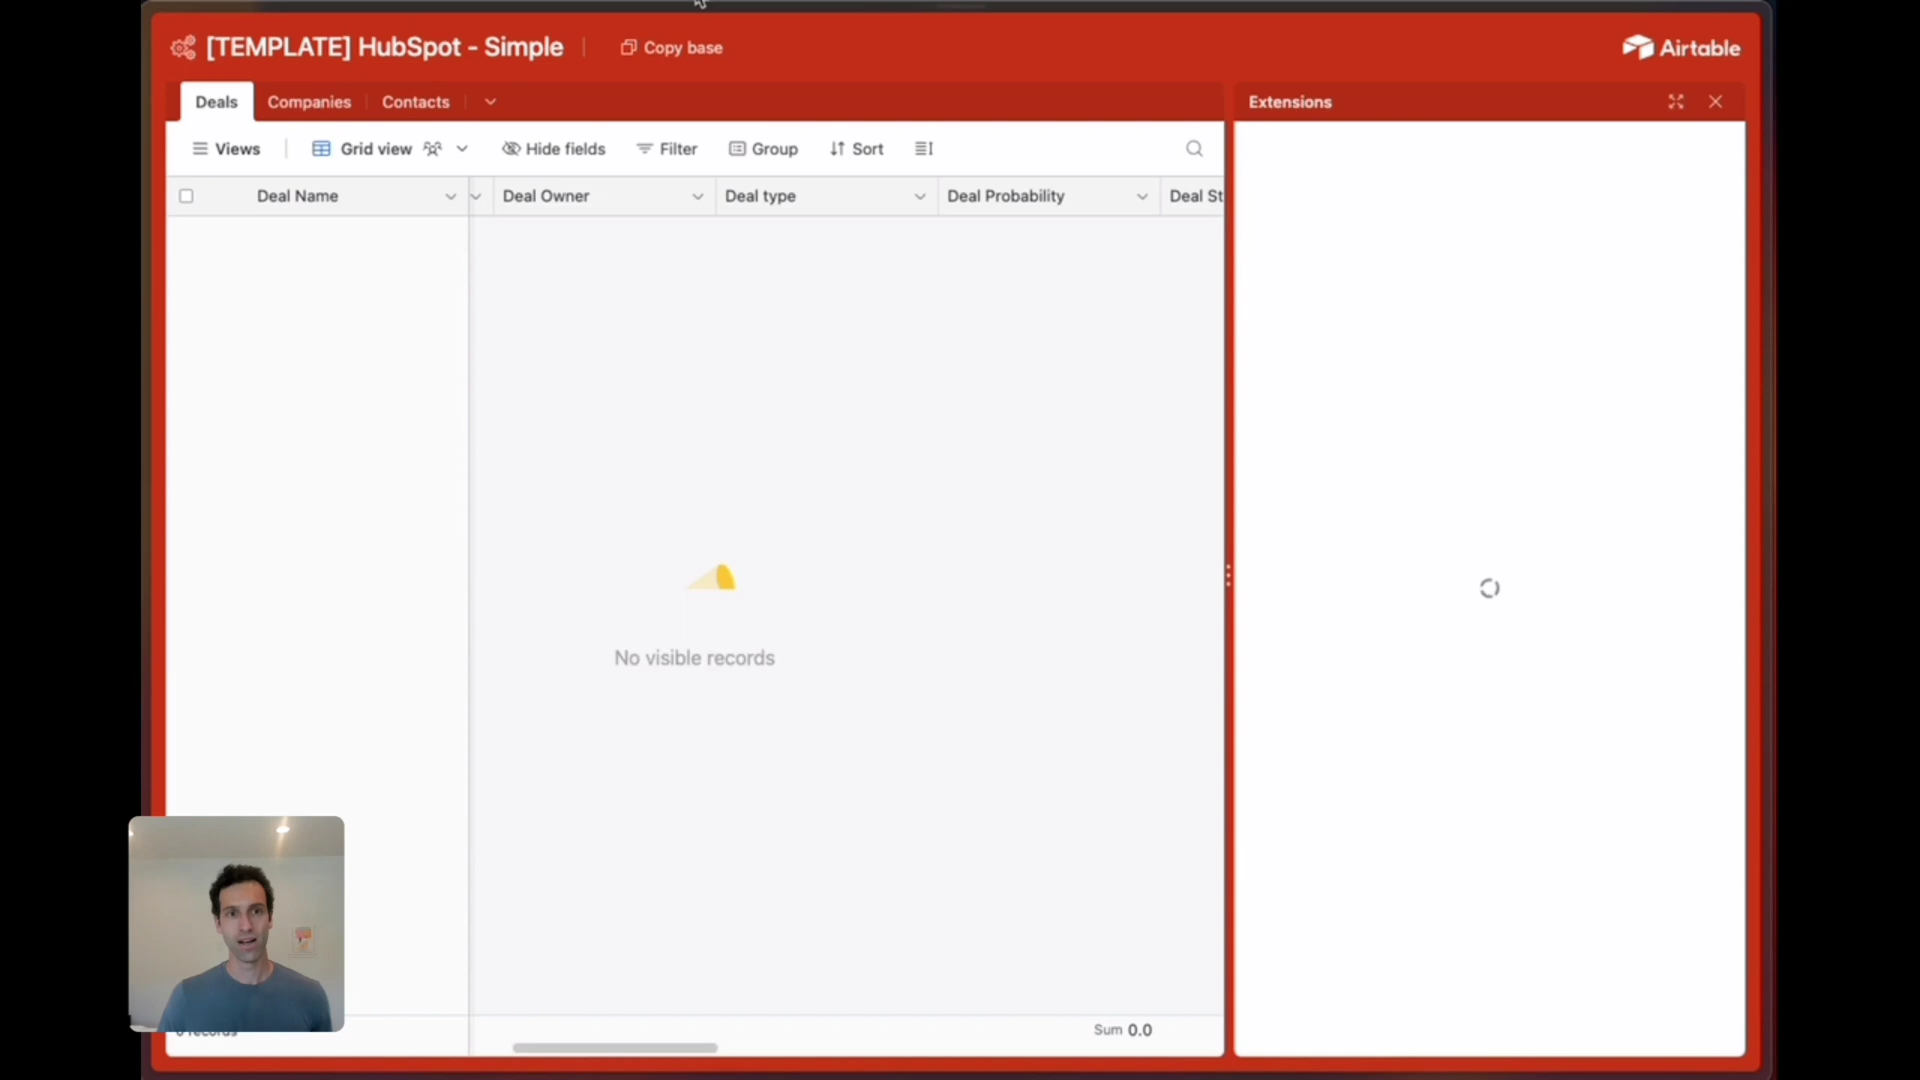 [TEMPLATE] HubSpot - Simple
Copy base
Airtable
Deals
Companies
Contacts
Extensions
Views
Grid view
Hide fields
Filter
Group
Sort
Deal Name
Deal Owner
Deal type
Deal Probability
Deal St
No visible records
records
Sum 0.0